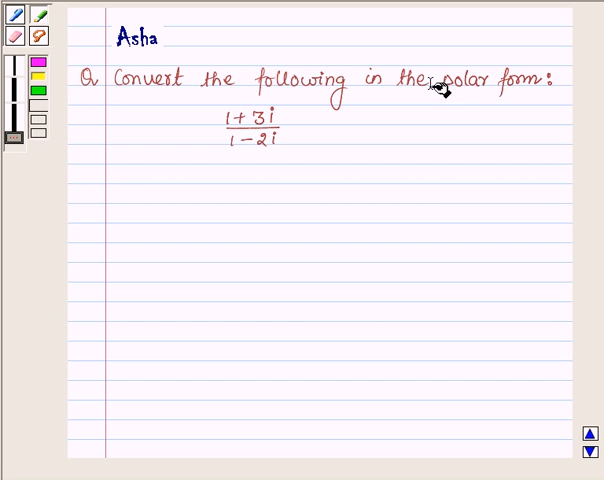 Asha
Q Convert the following in the polar form:
1 + 3i
1 - 2i